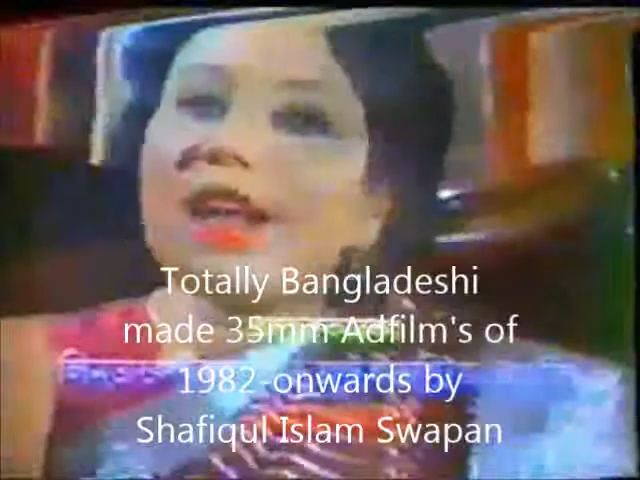 Totally Bangladeshi
made 35mm Adfilm's of
1982-onwards by
Shafiqul Islam Swapan